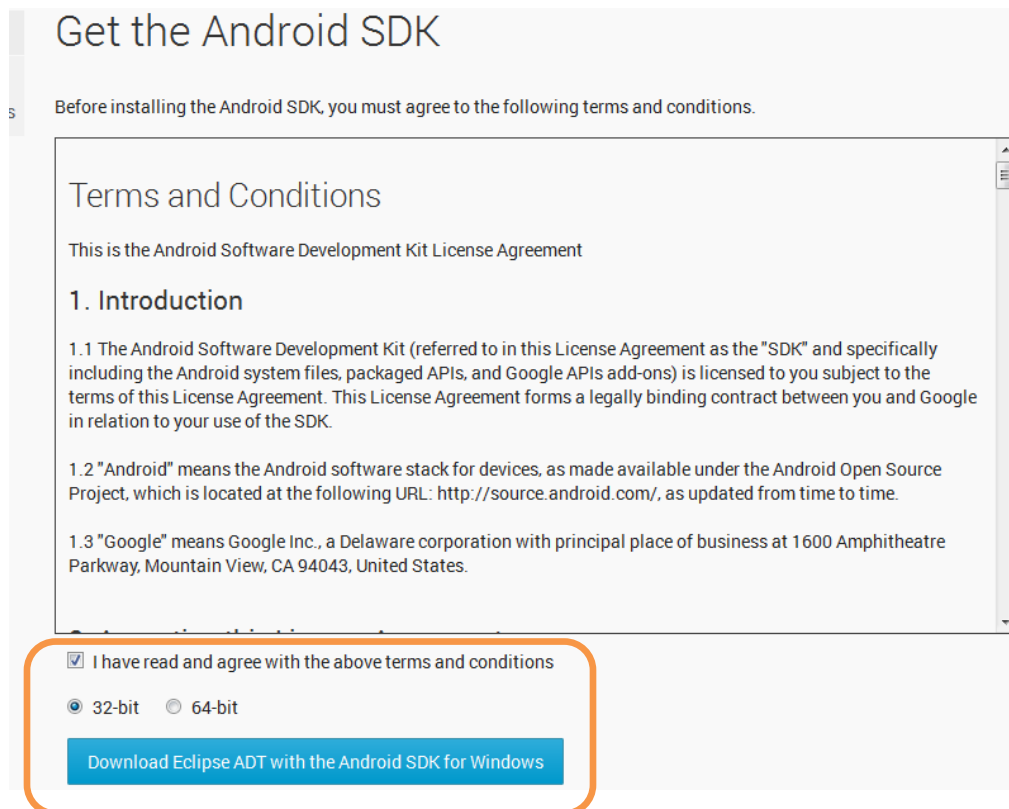 Get the Android SDK
s
Before installing the Android SDK, you must agree to the following terms and conditions.
Terms and Conditions
This is the Android Software Development Kit License Agreement
1. Introduction
1.1 The Android Software Development Kit (referred to in this License Agreement as the "SDK" and specifically
including the Android system files, packaged APIs, and Google APIs add-ons) is licensed to you subject to the
terms of this License Agreement. This License Agreement forms a legally binding contract between you and Google
in relation to your use of the SDK.
1.2 "Android" means the Android software stack for devices, as made available under the Android Open Source
Project, which is located at the following URL: http://source.android.com/, as updated from time to time.
1.3 "Google" means Google Inc., a Delaware corporation with principal place of business at 1600 Amphitheatre
Parkway, Mountain View, CA 94043, United States.
I have read and agree with the above terms and conditions
32-bit 64-bit
Download Eclipse ADT with the Android SDK for Windows